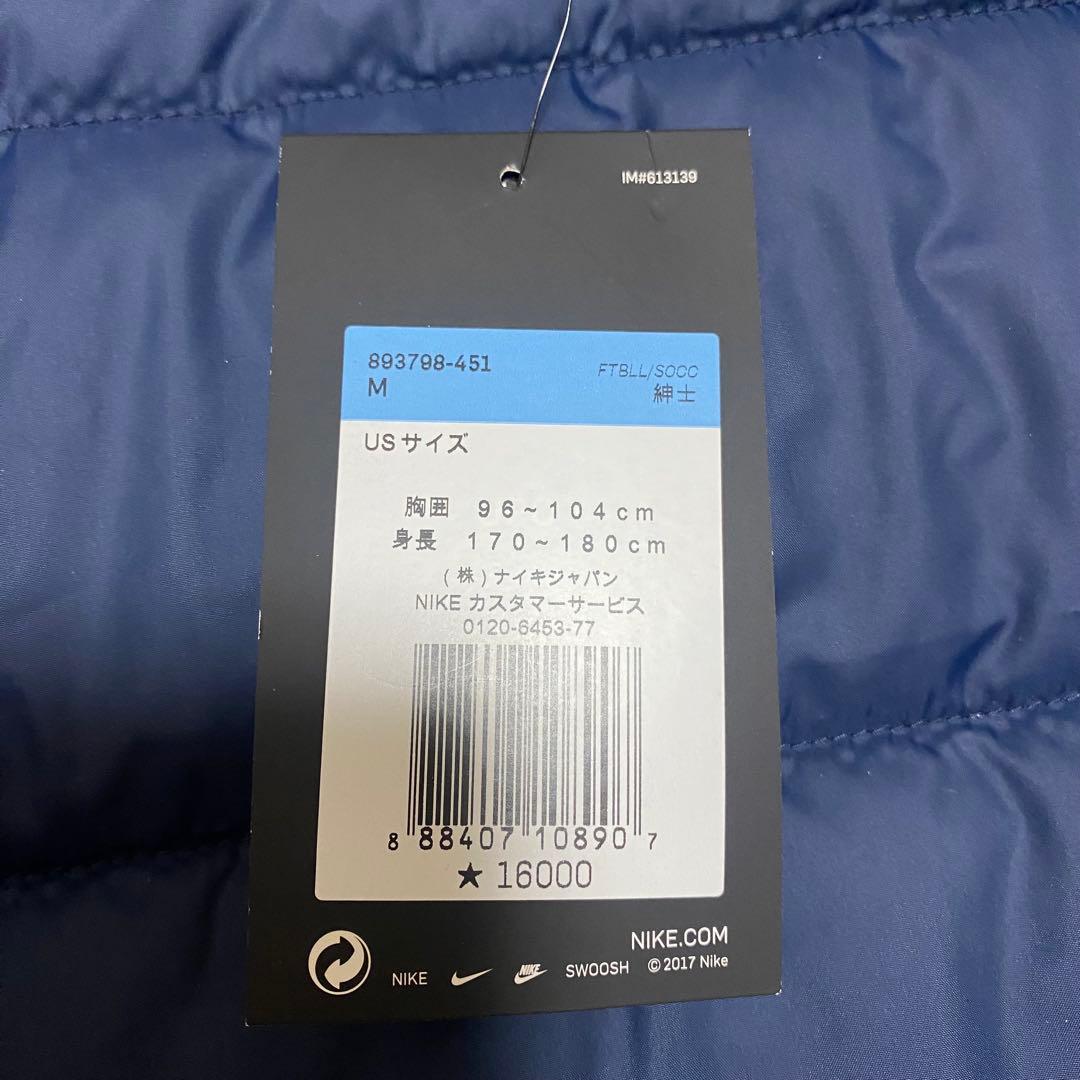 IM#613139
893798-451
FTBLL/SOCC
M
紳士
USサイズ
胸囲 96~104cm
身長 170~180cm
(株)ナイキジャパン
NIKE カスタマーサービス
0120-6453-77
8 88407 10890 7
★16000
NIKE.COM
NIKE NIKE SWOOSH © 2017 Nike